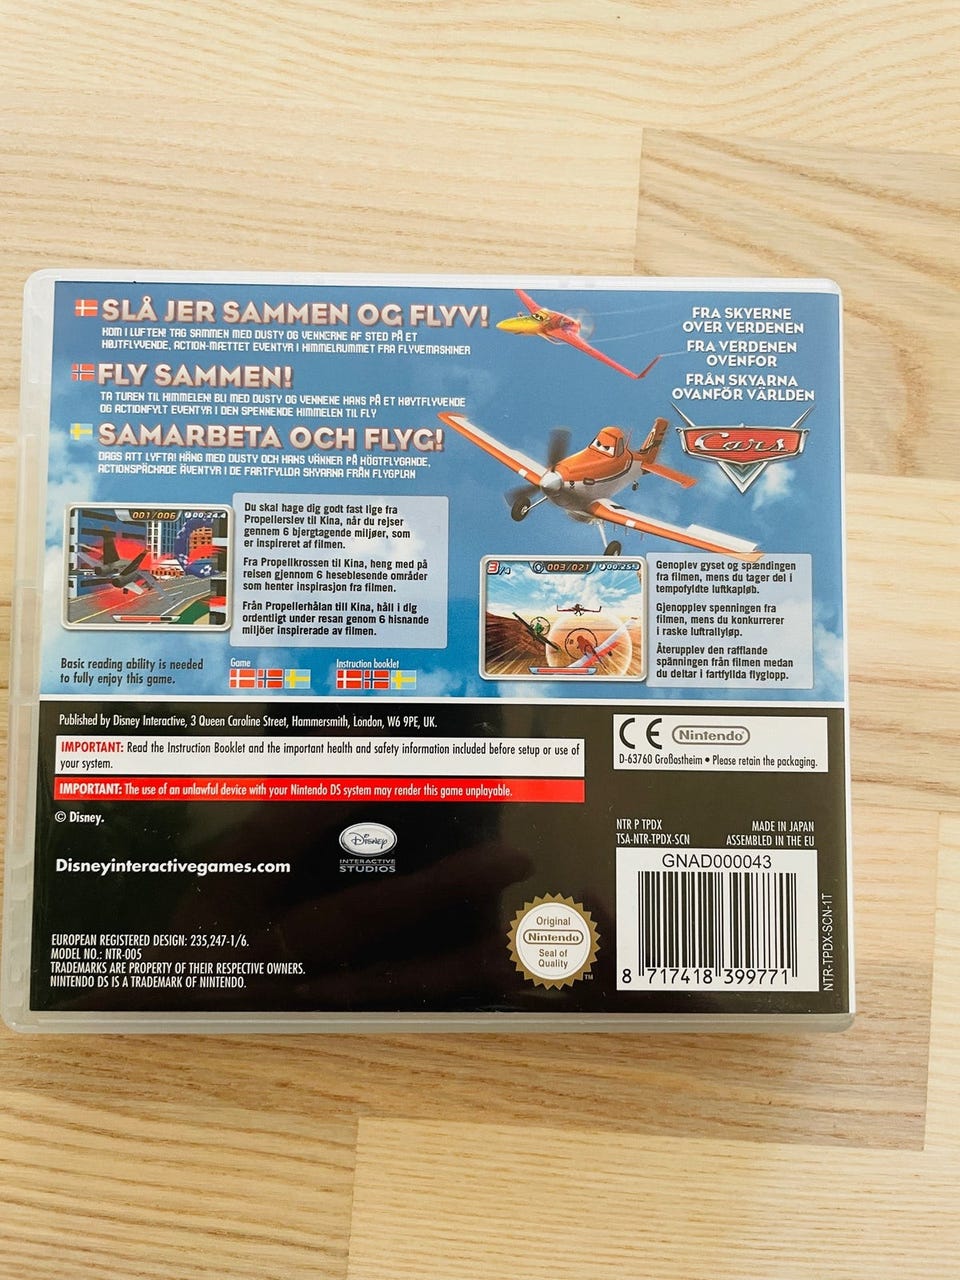 SLÅ JER SAMMEN OG FLYV!
KOM I LUFTEN! TAG SAMMEN MED DUSTY OG VENNERNE AF STED PÅ ET
HØJTFLYVENDE, ACTION-MÆTTET EVENTYR I HIMMELRUMMET FRA FLYVEMASKINER
FLY SAMMEN!
TA TUREN TIL HIMMELEN! BLI MED DUSTY OG VENNENE HANS PÅ ET HØYTFLYVENDE
OG ACTIONFYLT EVENTYR I DEN SPENNENDE HIMMELEN TIL FLY
SAMARBETA OCH FLYG!
DAGS ATT LYFTA! HÄNG MED DUSTY OCH HANS VÄNNER PÅ HÖGTFLYGANDE,
ACTIONSPÄCKADE ÄVENTYR I DE FARTFYLLDA SKYARNA FRÅN FLYGPLAN
FRA SKYERNE
OVER VERDENEN
FRA VERDENEN
OVENFOR
FRÅN SKYARNA
OVANFÖR VÄRLDEN
Cars
001/006 00:24.4
Du skal hage dig godt fast lige fra
Propellerslev til Kina, når du rejser
gennem 6 bjergtagende miljøer, som
er inspireret af filmen.
Fra Propellkrossen til Kina, heng med på
reisen gjennom 6 heseblesende områder
som henter inspirasjon fra filmen.
Från Propellerhålan till Kina, håll i dig
ordentligt under resan genom 6 hisnande
miljöer inspirerade av filmen.
3/4 003/021
Genoplev gyset og spændingen
fra filmen, mens du tager del i
tempofyldte luftkapløb.
Gjenopplev spenningen fra
filmen, mens du konkurrerer
i raske luftrallyløp.
Återupplev den rafflande
spänningen från filmen medan
du deltar i fartfyllda flyglopp.
Basic reading ability is needed
to fully enjoy this game.
Game
Instruction booklet
Published by Disney Interactive, 3 Queen Caroline Street, Hammersmith, London, W6 9PE, UK.
IMPORTANT: Read the Instruction Booklet and the important health and safety information included before setup or use of
your system.
IMPORTANT: The use of an unlawful device with your Nintendo DS system may render this game unplayable.
© Disney.
CE Nintendo
D-63760 Großostheim • Please retain the packaging.
Disneyinteractivegames.com
Disney
INTERACTIVE
STUDIOS
NTR P TPDX
TSA-NTR-TPDX-SCN
MADE IN JAPAN
ASSEMBLED IN THE EU
GNAD000043
8 717418 399771
NTR-TPDX-SCN-1T
Original
Nintendo
Seal of
Quality
TM
EUROPEAN REGISTERED DESIGN: 235,247-1/6.
MODEL NO.: NTR-005
TRADEMARKS ARE PROPERTY OF THEIR RESPECTIVE OWNERS.
NINTENDO DS IS A TRADEMARK OF NINTENDO.